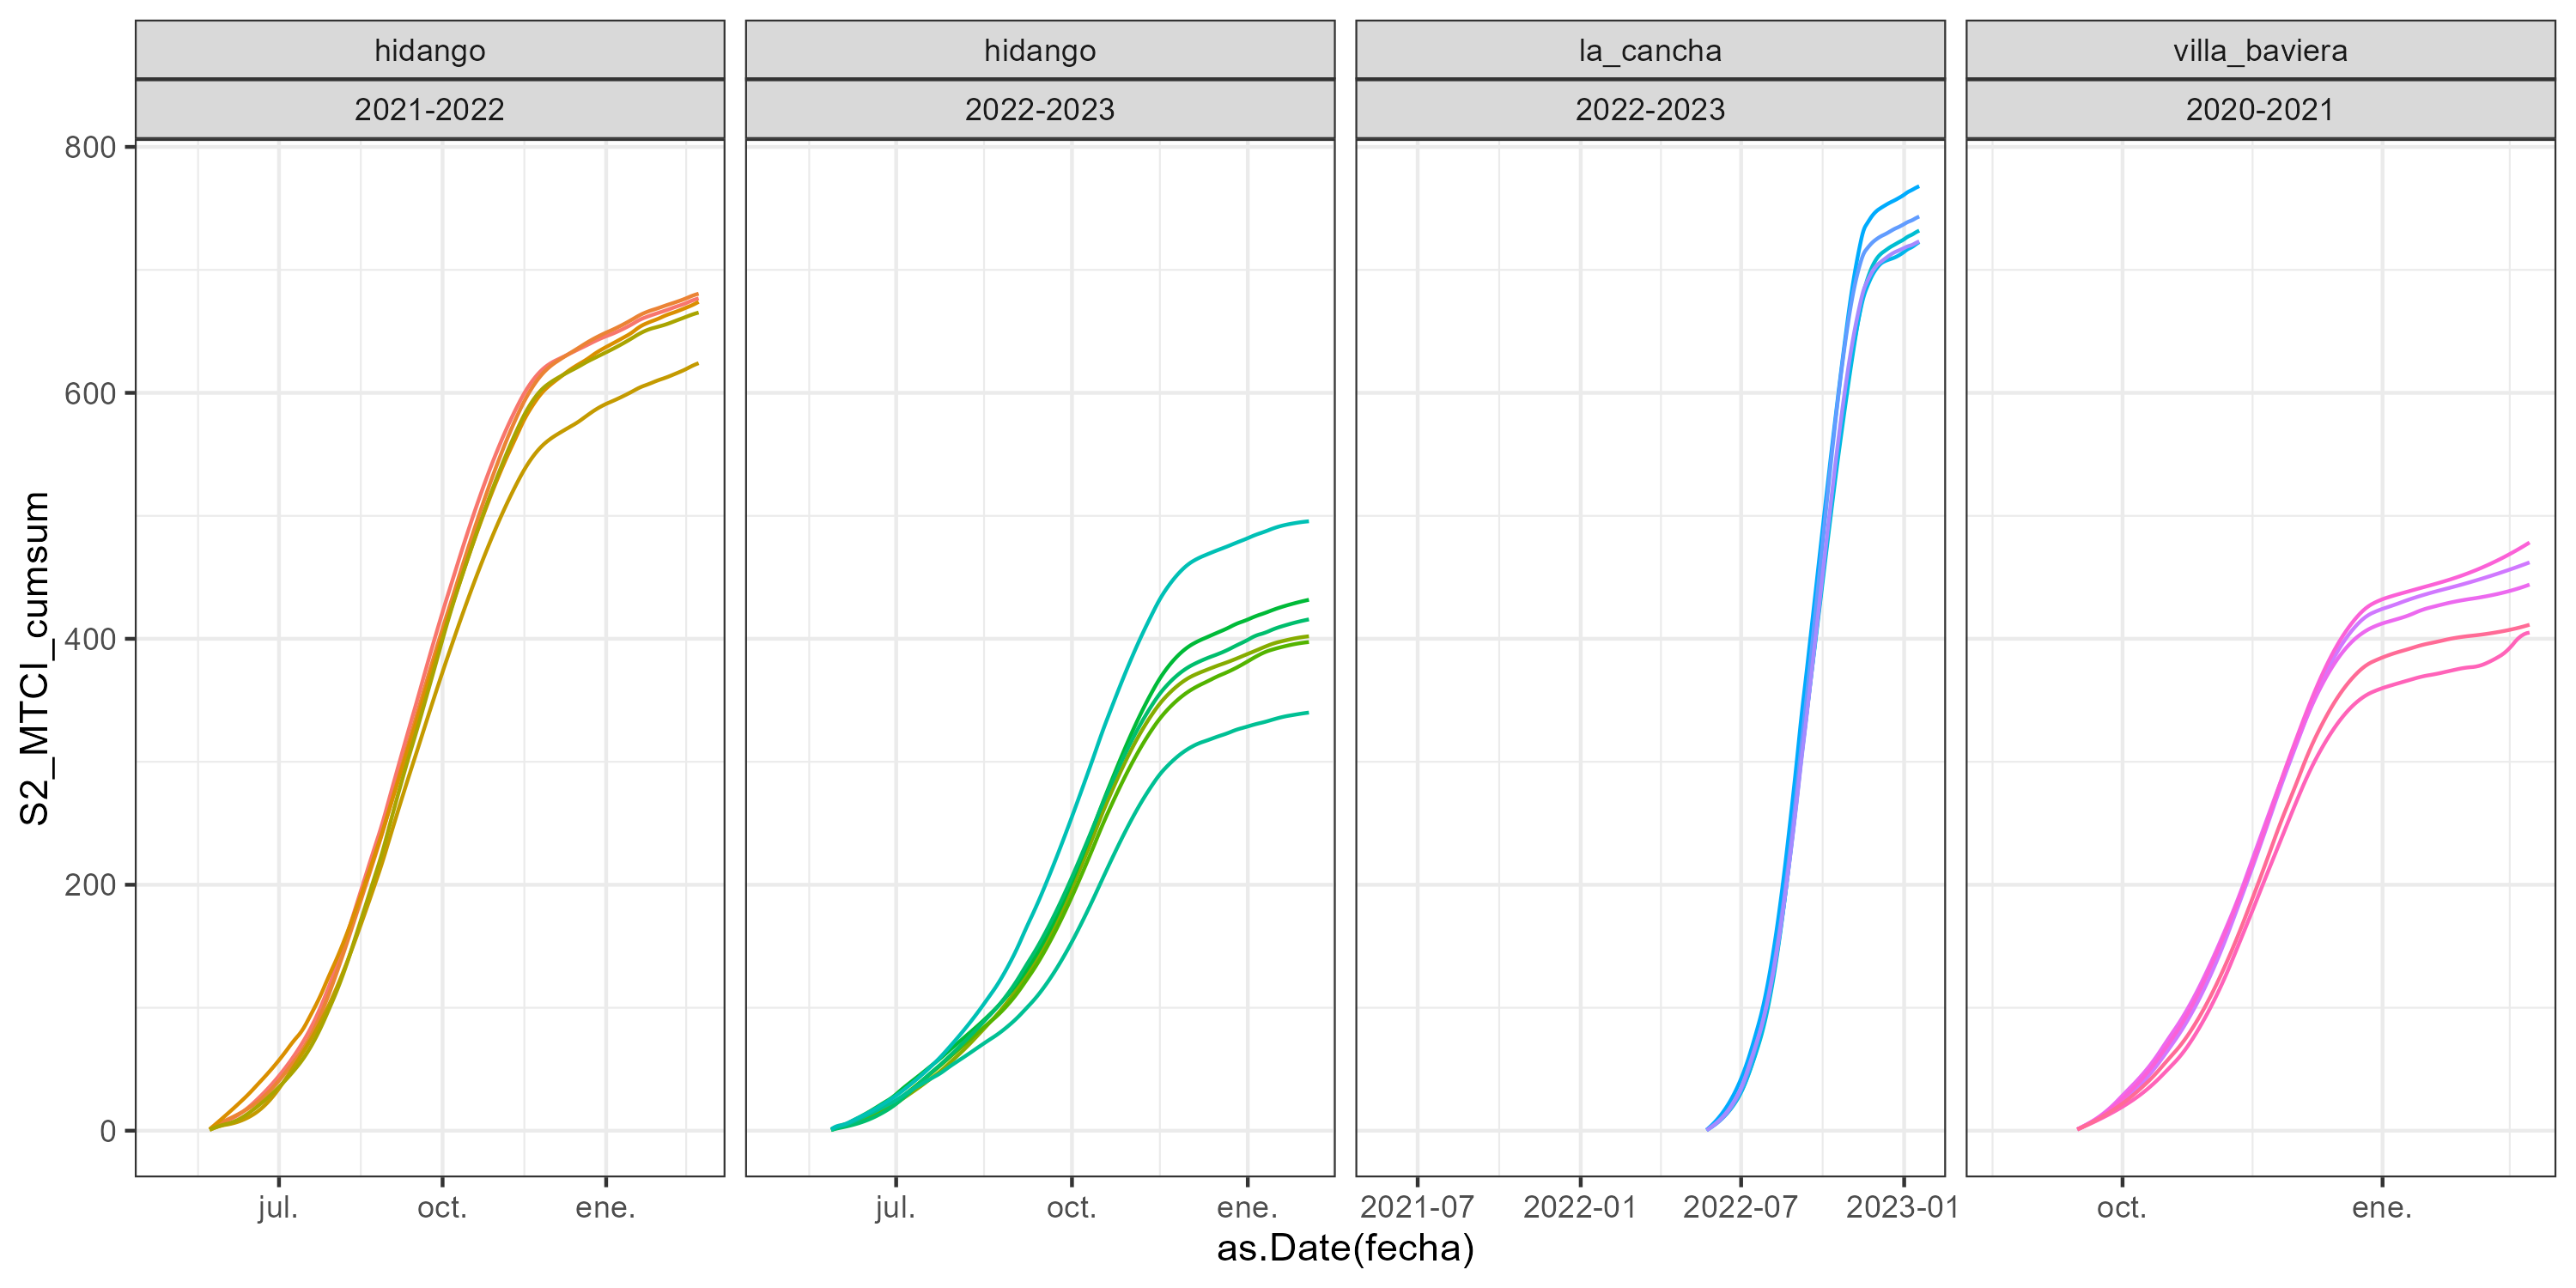 hidango hidango la_cancha villa_baviera
2021-2022 2022-2023 2022-2023 2020-2021
800
600
400
200
0
S2_MTCI_cumsum
jul. oct. ene. jul. oct. ene. 2021-07 2022-01 2022-07 2023-01 oct. ene.
as.Date(fecha)